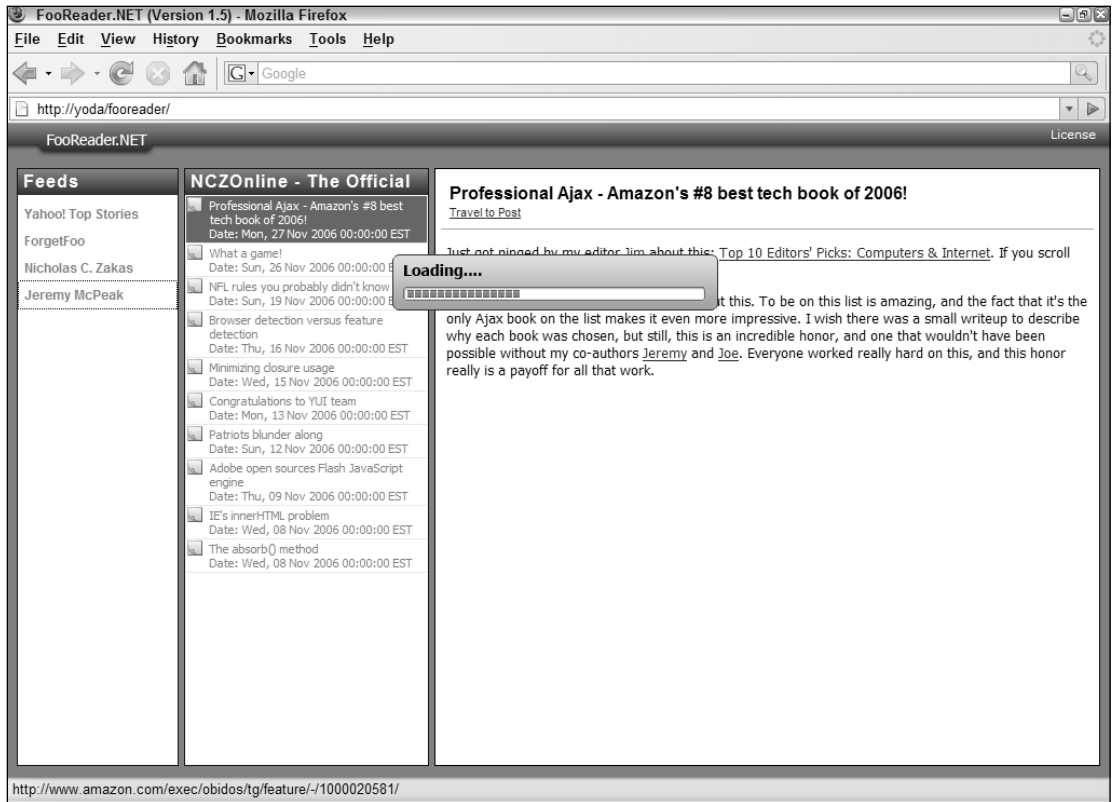 FooReader.NET (Version 1.5) - Mozilla Firefox
File Edit View History Bookmarks Tools Help
G Google
http://yoda/fooreader/
FooReader.NET
License
Feeds
Yahoo! Top Stories
ForgetFoo
Nicholas C. Zakas
Jeremy McPeak
NCZOnline - The Official
Professional Ajax - Amazon's #8 best
tech book of 2006!
Date: Mon, 27 Nov 2006 00:00:00 EST
What a game!
Date: Sun, 26 Nov 2006 00:00:00
NFL rules you probably didn't know
Date: Sun, 19 Nov 2006 00:00:00
Browser detection versus feature
detection
Date: Thu, 16 Nov 2006 00:00:00 EST
Minimizing closure usage
Date: Wed, 15 Nov 2006 00:00:00 EST
Congratulations to YUI team
Date: Mon, 13 Nov 2006 00:00:00 EST
Patriots blunder along
Date: Sun, 12 Nov 2006 00:00:00 EST
Adobe open sources Flash JavaScript
engine
Date: Thu, 09 Nov 2006 00:00:00 EST
IE's innerHTML problem
Date: Wed, 08 Nov 2006 00:00:00 EST
The absorb() method
Date: Wed, 08 Nov 2006 00:00:00 EST
Loading....
Professional Ajax - Amazon's #8 best tech book of 2006!
Travel to Post
Just got pinged by my editor Jim about this: Top 10 Editors' Picks: Computers & Internet. If you scroll
this. To be on this list is amazing, and the fact that it's the
only Ajax book on the list makes it even more impressive. I wish there was a small writeup to describe
why each book was chosen, but still, this is an incredible honor, and one that wouldn't have been
possible without my co-authors Jeremy and Joe. Everyone worked really hard on this, and this honor
really is a payoff for all that work.
http://www.amazon.com/exec/obidos/tg/feature/-/1000020581/